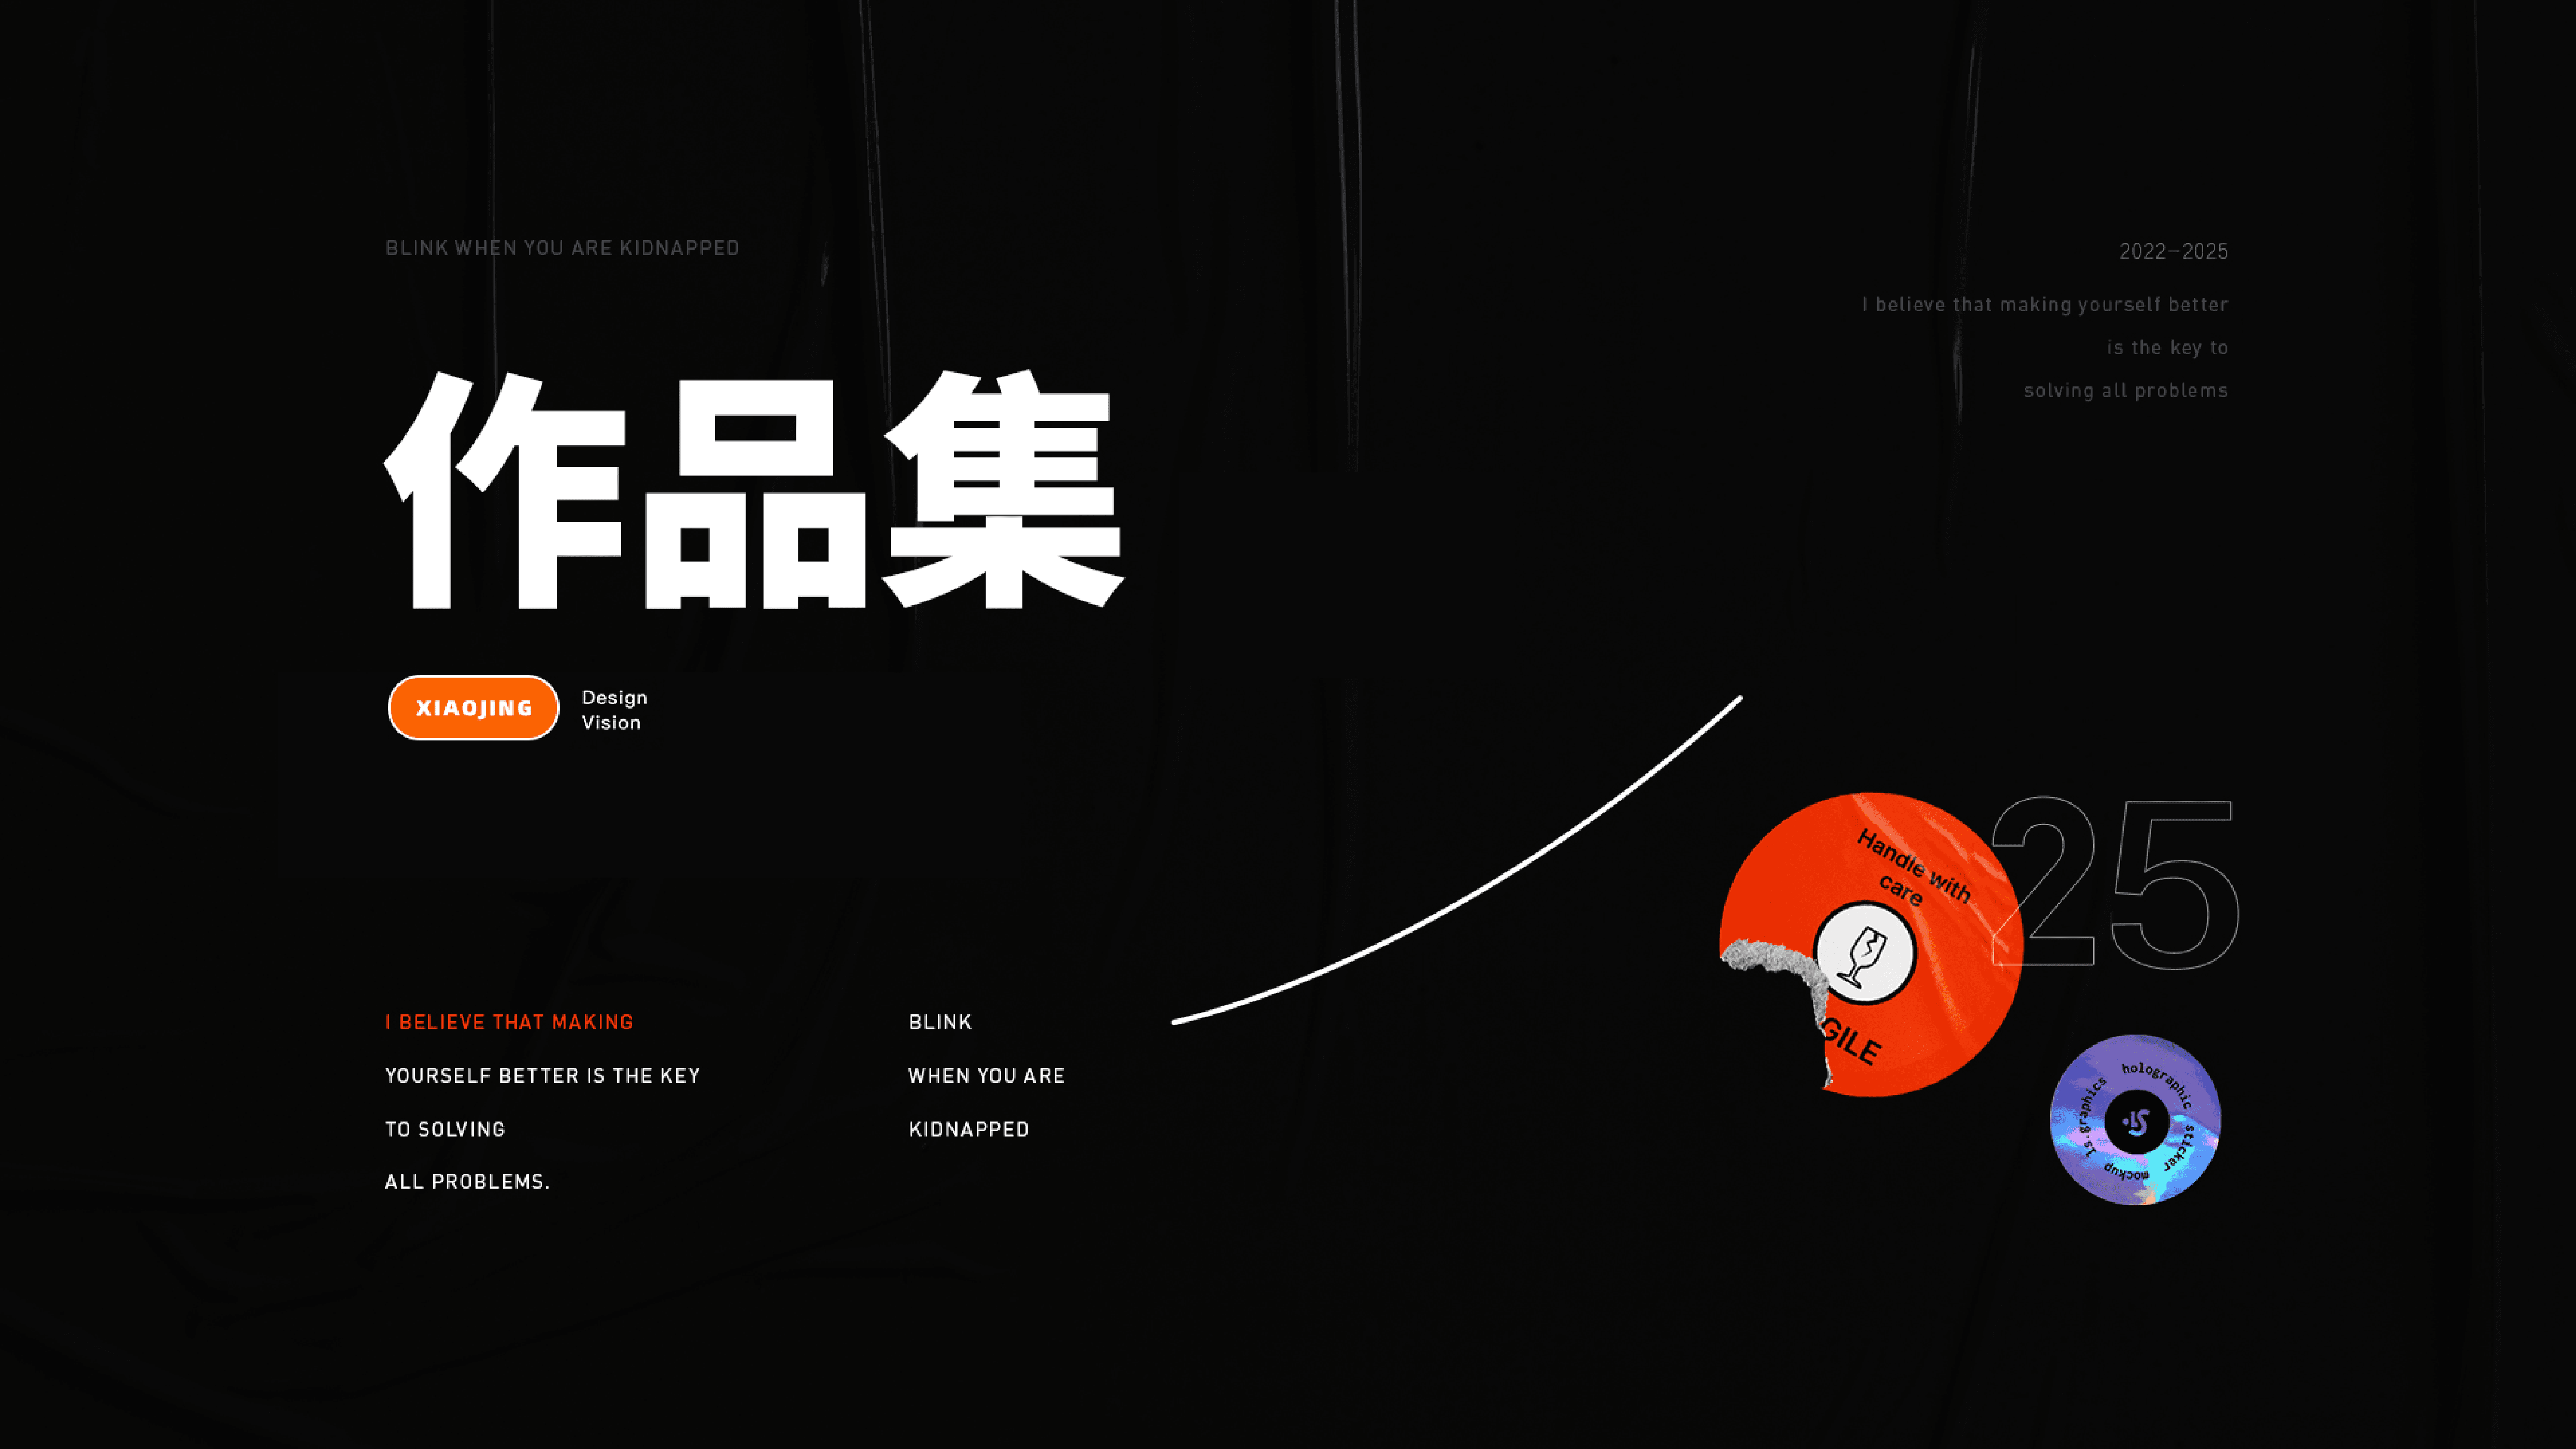 BLINK WHEN YOU ARE KIDNAPPED
2022–2025
I believe that making yourself better
is the key to
solving all problems
作品集
XIAOJING
Design
Vision
I BELIEVE THAT MAKING
YOURSELF BETTER IS THE KEY
TO SOLVING
ALL PROBLEMS.
BLINK
WHEN YOU ARE
KIDNAPPED
Handle with
care
GILE
25
holographic sticker mockup ls.graphics
ls